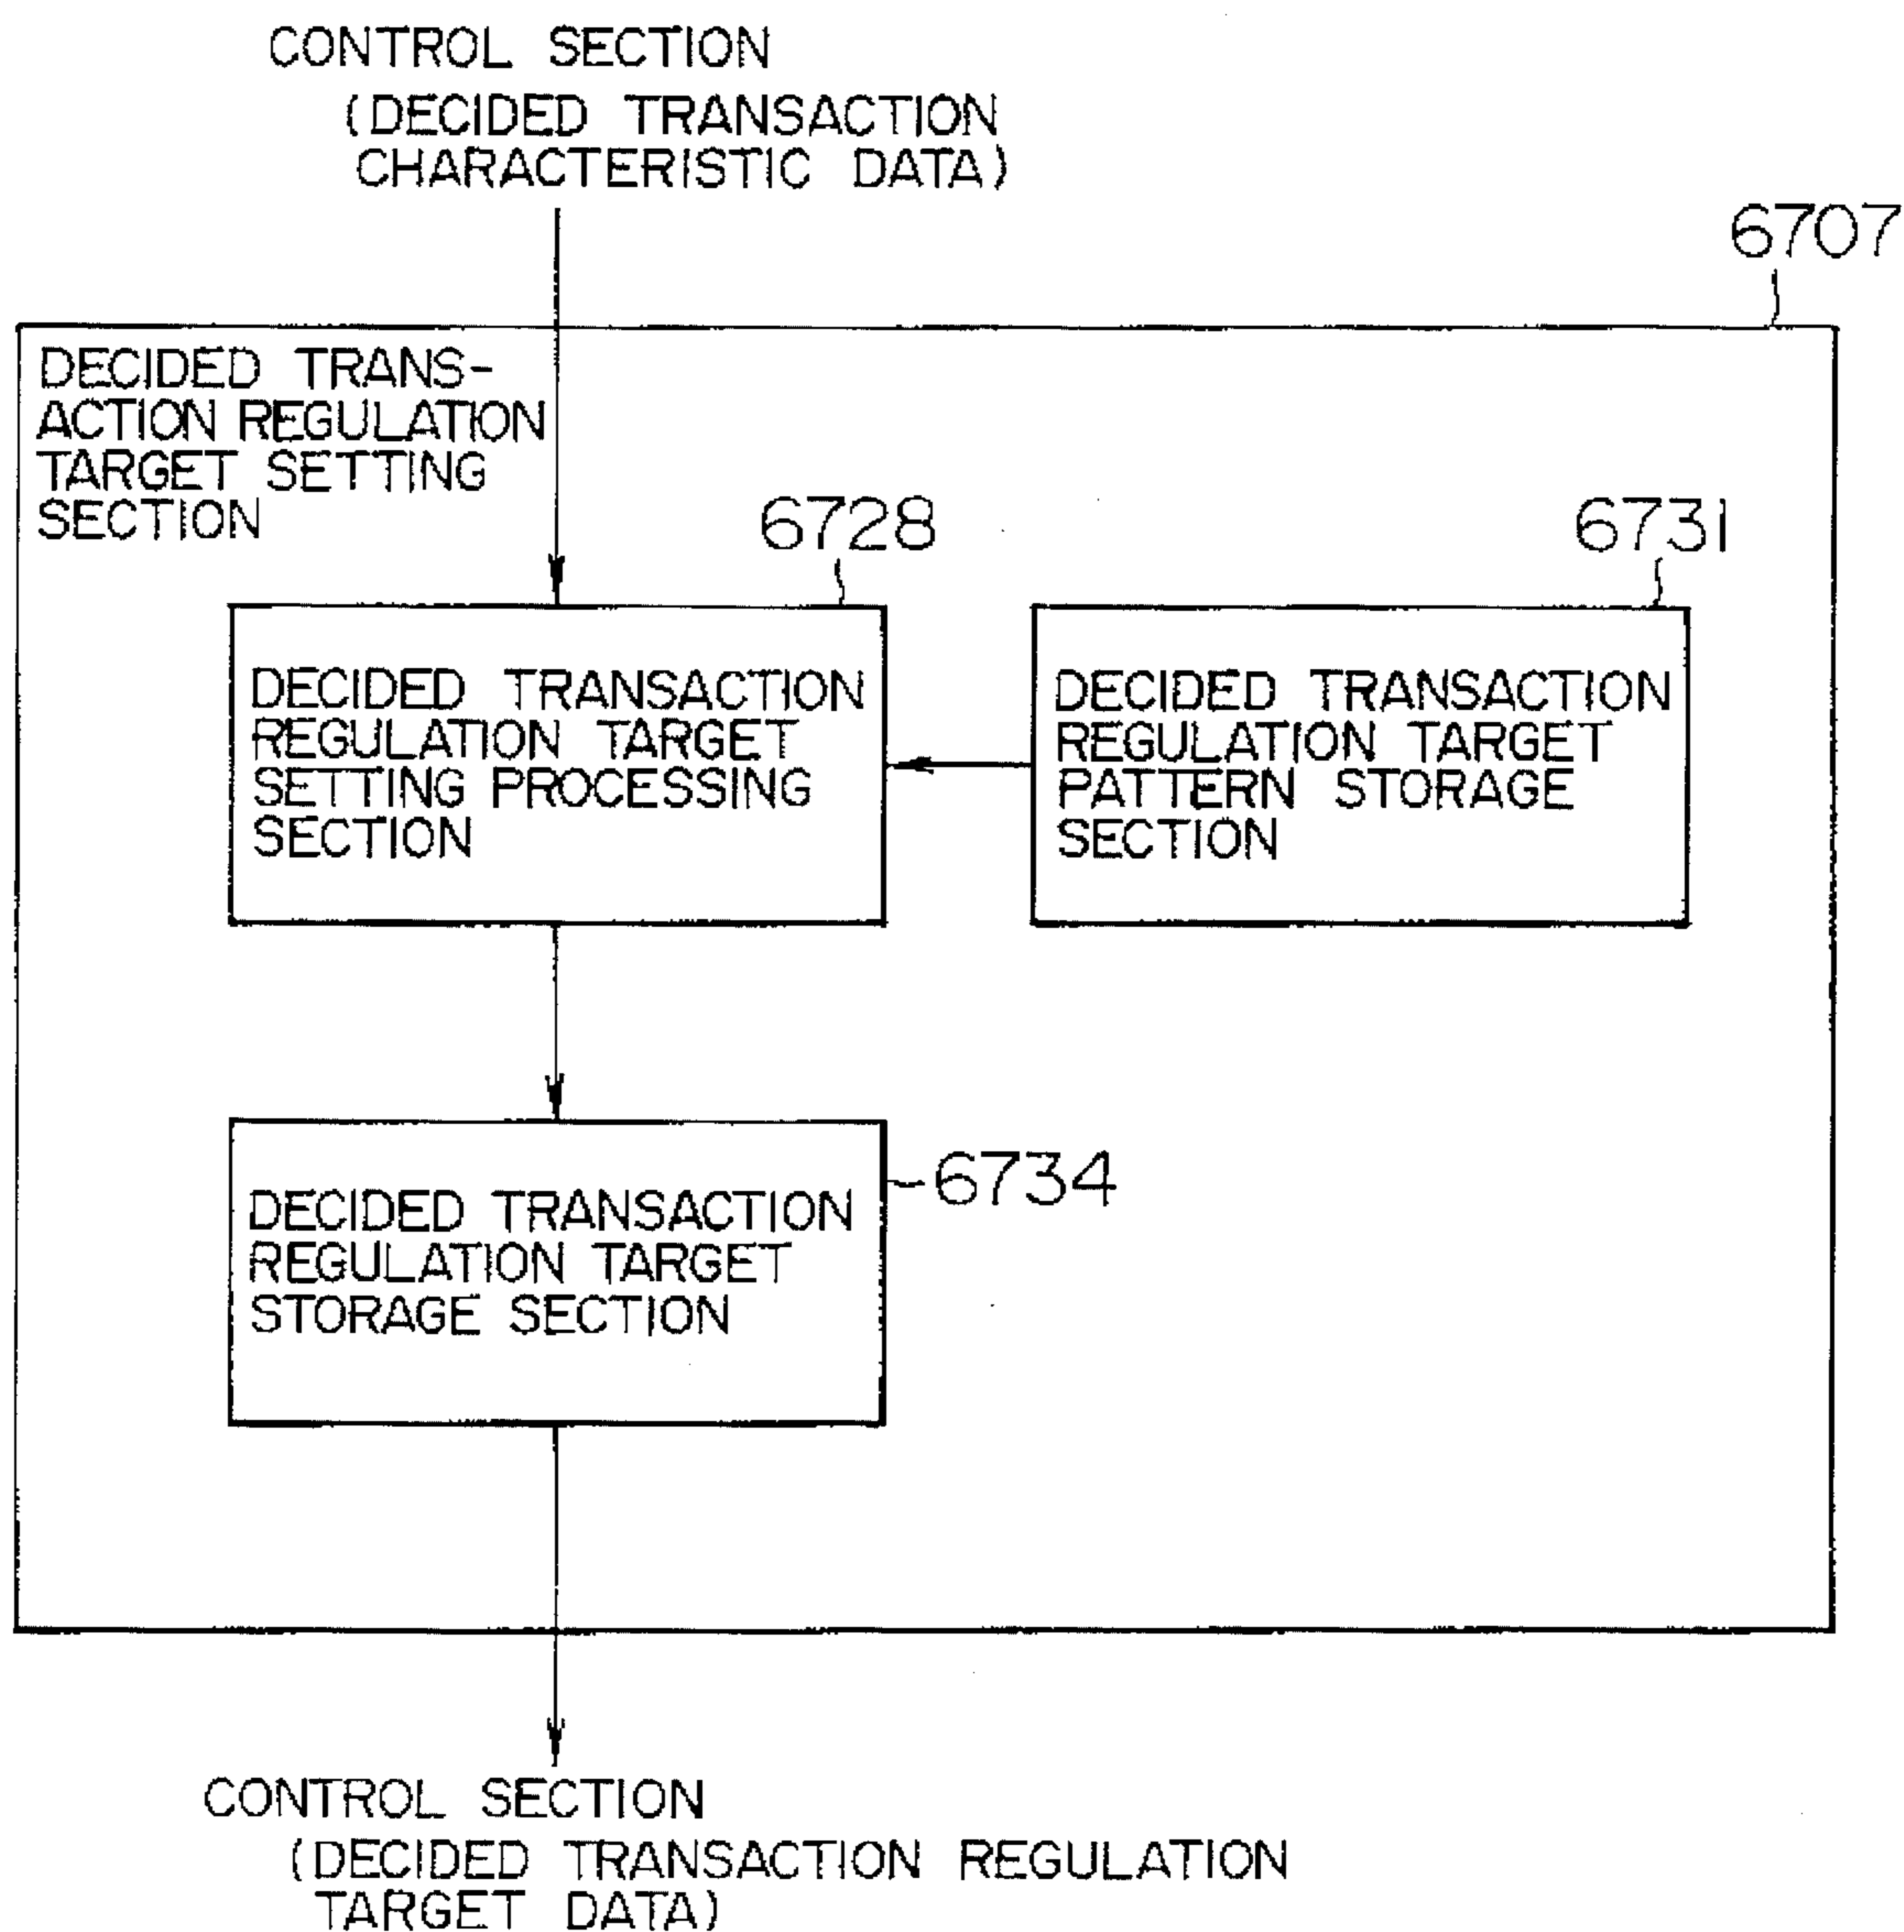 CONTROL SECTION
(DECIDED TRANSACTION
CHARACTERISTIC DATA)
6707
DECIDED TRANS-
ACTION REGULATION
TARGET SETTING
SECTION
6728
6731
DECIDED TRANSACTION
REGULATION TARGET
SETTING PROCESSING
SECTION
DECIDED TRANSACTION
REGULATION TARGET
PATTERN STORAGE
SECTION
6734
DECIDED TRANSACTION
REGULATION TARGET
STORAGE SECTION
CONTROL SECTION
(DECIDED TRANSACTION REGULATION
TARGET DATA)